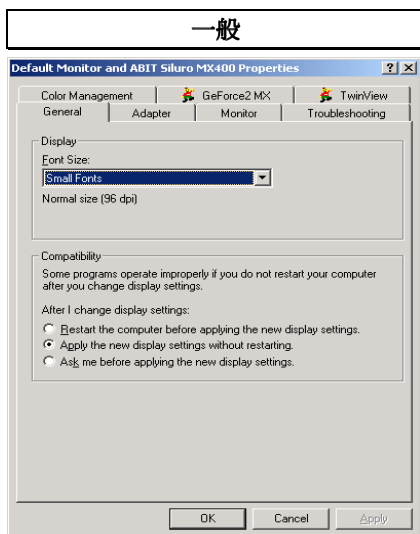 一般
Default Monitor and ABIT Siluro MX400 Properties
Color Management
GeForce2 MX
TwinView
General
Adapter
Monitor
Troubleshooting
Display
Font Size:
Small Fonts
Normal size (96 dpi)
Compatibility
Some programs operate improperly if you do not restart your computer
after you change display settings.
After I change display settings:
Restart the computer before applying the new display settings.
Apply the new display settings without restarting.
Ask me before applying the new display settings.
OK
Cancel
Apply